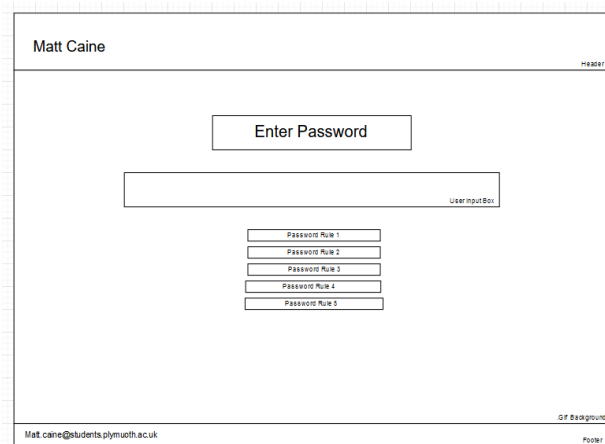 Matt Caine
Header
Enter Password
User Input Box
Password Rule 1
Password Rule 2
Password Rule 3
Password Rule 4
Password Rule 5
.Gif Background
Matt.caine@students.plymuoth.ac.uk
Footer